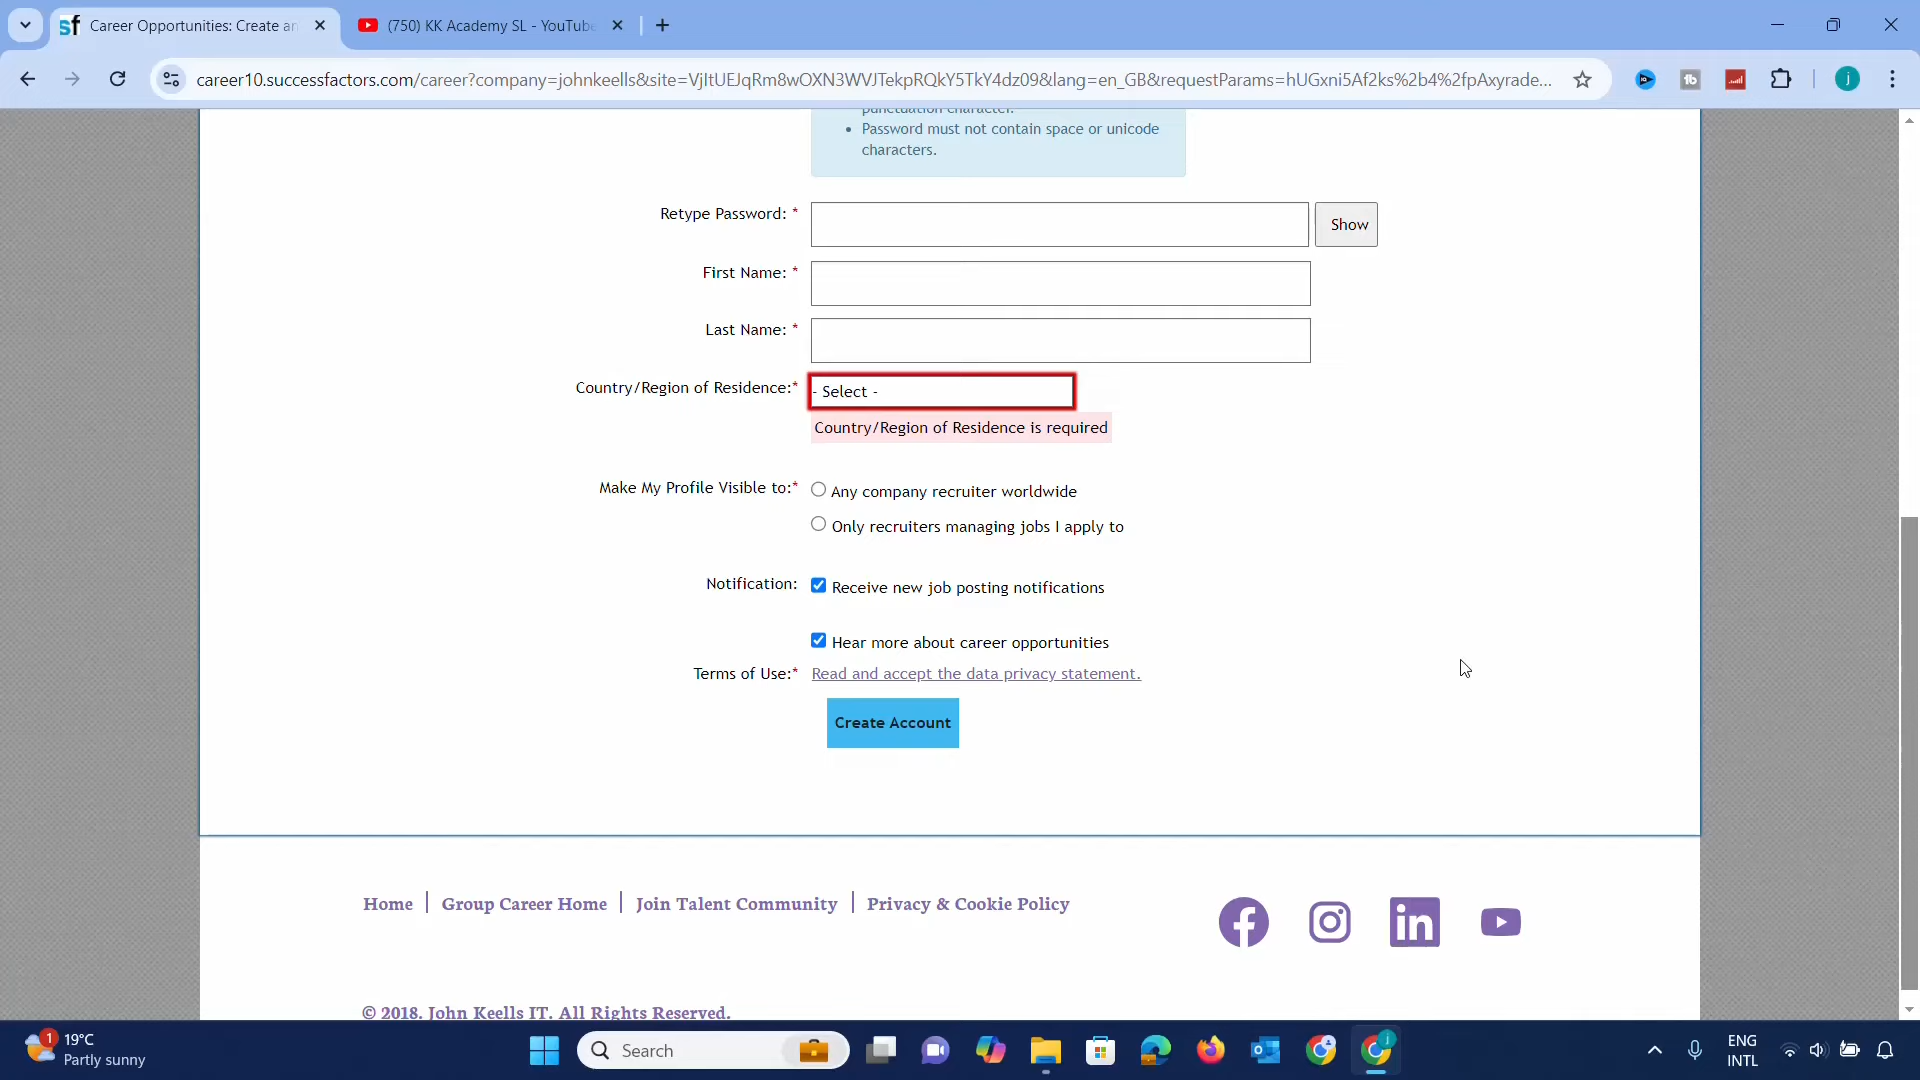 Career Opportunities: Create an
(750) KK Academy SL - YouTube
career10.successfactors.com/career?company=johnkeells&site=VjltUEJqRm8wOXN3WVJTekpRQkY5TkY4dz09&lang=en_GB&requestParams=hUGxni5Af2ks%2b4%2fpAxyrade...
punctuation character.
• Password must not contain space or unicode
characters.
Retype Password: *
Show
First Name: *
Last Name: *
Country/Region of Residence:*
- Select -
Country/Region of Residence is required
Make My Profile Visible to:*
Any company recruiter worldwide
Only recruiters managing jobs I apply to
Notification:
Receive new job posting notifications
Hear more about career opportunities
Terms of Use:*
Read and accept the data privacy statement.
Create Account
Home
Group Career Home
Join Talent Community
Privacy & Cookie Policy
© 2018. John Keells IT. All Rights Reserved.
1
19°C
Partly sunny
Search
ENG
INTL